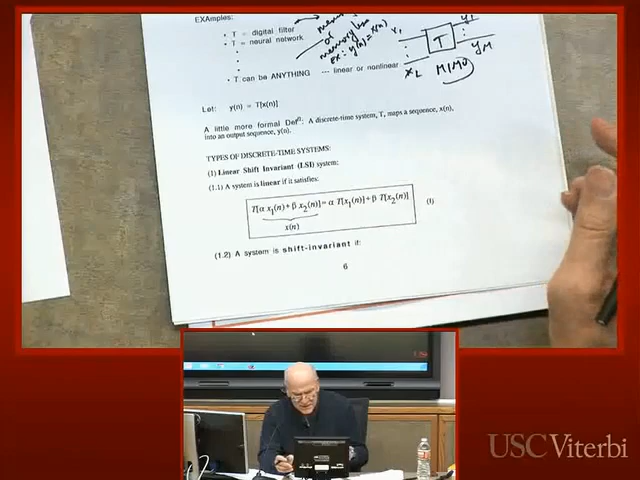 EXAmples:
• T = digital filter
• T = neural network
or
memoryless
ex: y(n) = x(n)
x1
T
y1
xL
yM
MIMO
• T can be ANYTHING ... linear or nonlinear
Let: y(n) = T[x(n)]
A little more formal Defn: A discrete-time system, T, maps a sequence, x(n),
into an output sequence, y(n).
TYPES OF DISCRETE-TIME SYSTEMS:
(1) Linear Shift Invariant (LSI) system:
(1.1) A system is linear if it satisfies:
T[α x1(n) + β x2(n)] = α T[x1(n)] + β T[x2(n)] (1)
x(n)
(1.2) A system is shift-invariant if:
6
USC Viterbi